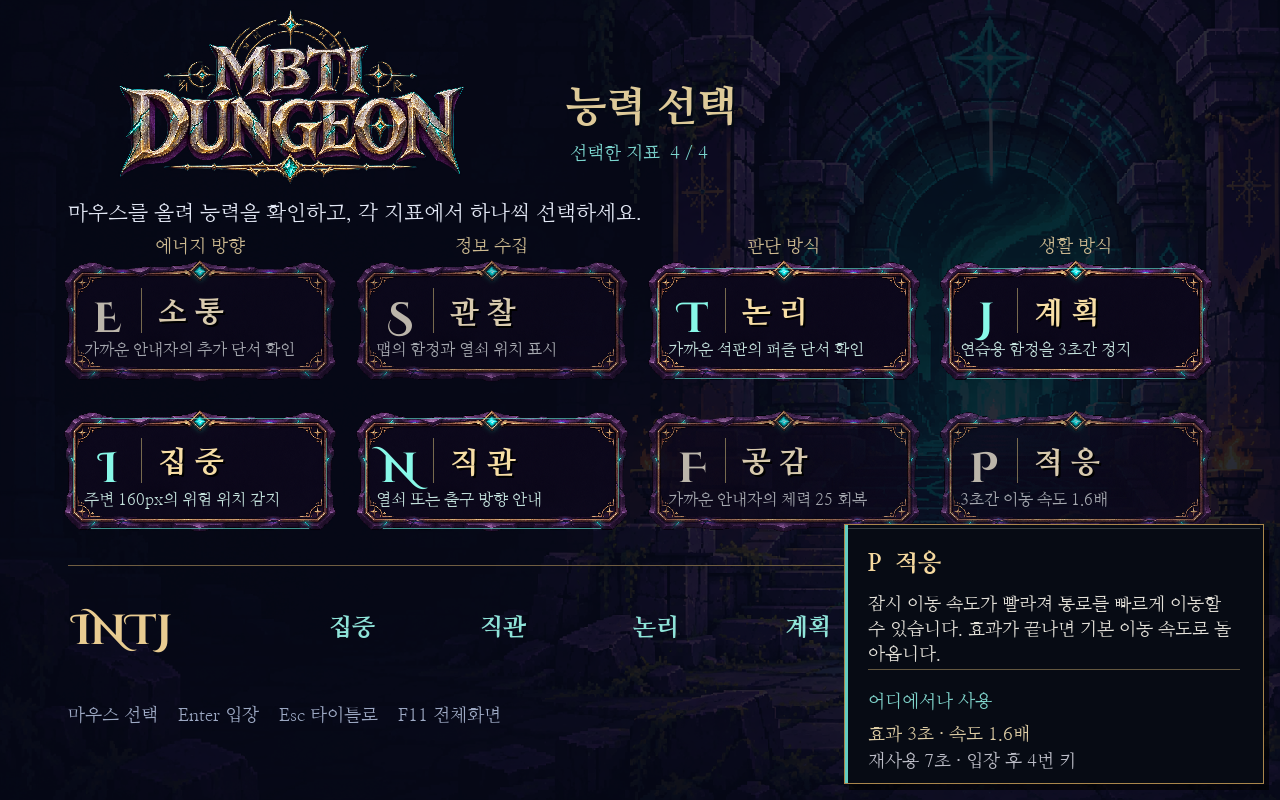 MBTI
DUNGEON
능력 선택
선택한 지표 4 / 4
마우스를 올려 능력을 확인하고, 각 지표에서 하나씩 선택하세요.
에너지 방향
정보 수집
판단 방식
생활 방식
E 소통
가까운 안내자의 추가 단서 확인
S 관찰
맵의 함정과 열쇠 위치 표시
T 논리
가까운 석판의 퍼즐 단서 확인
J 계획
연습용 함정을 3초간 정지
I 집중
주변 160px의 위험 위치 감지
N 직관
열쇠 또는 출구 방향 안내
F 공감
가까운 안내자의 체력 25 회복
P 적응
3초간 이동 속도 1.6배
INTJ 집중 직관 논리 계획
마우스 선택 Enter 입장 Esc 타이틀로 F11 전체화면
P 적응
잠시 이동 속도가 빨라져 통로를 빠르게 이동할
수 있습니다. 효과가 끝나면 기본 이동 속도로 돌
아옵니다.
어디에서나 사용
효과 3초 · 속도 1.6배
재사용 7초 · 입장 후 4번 키